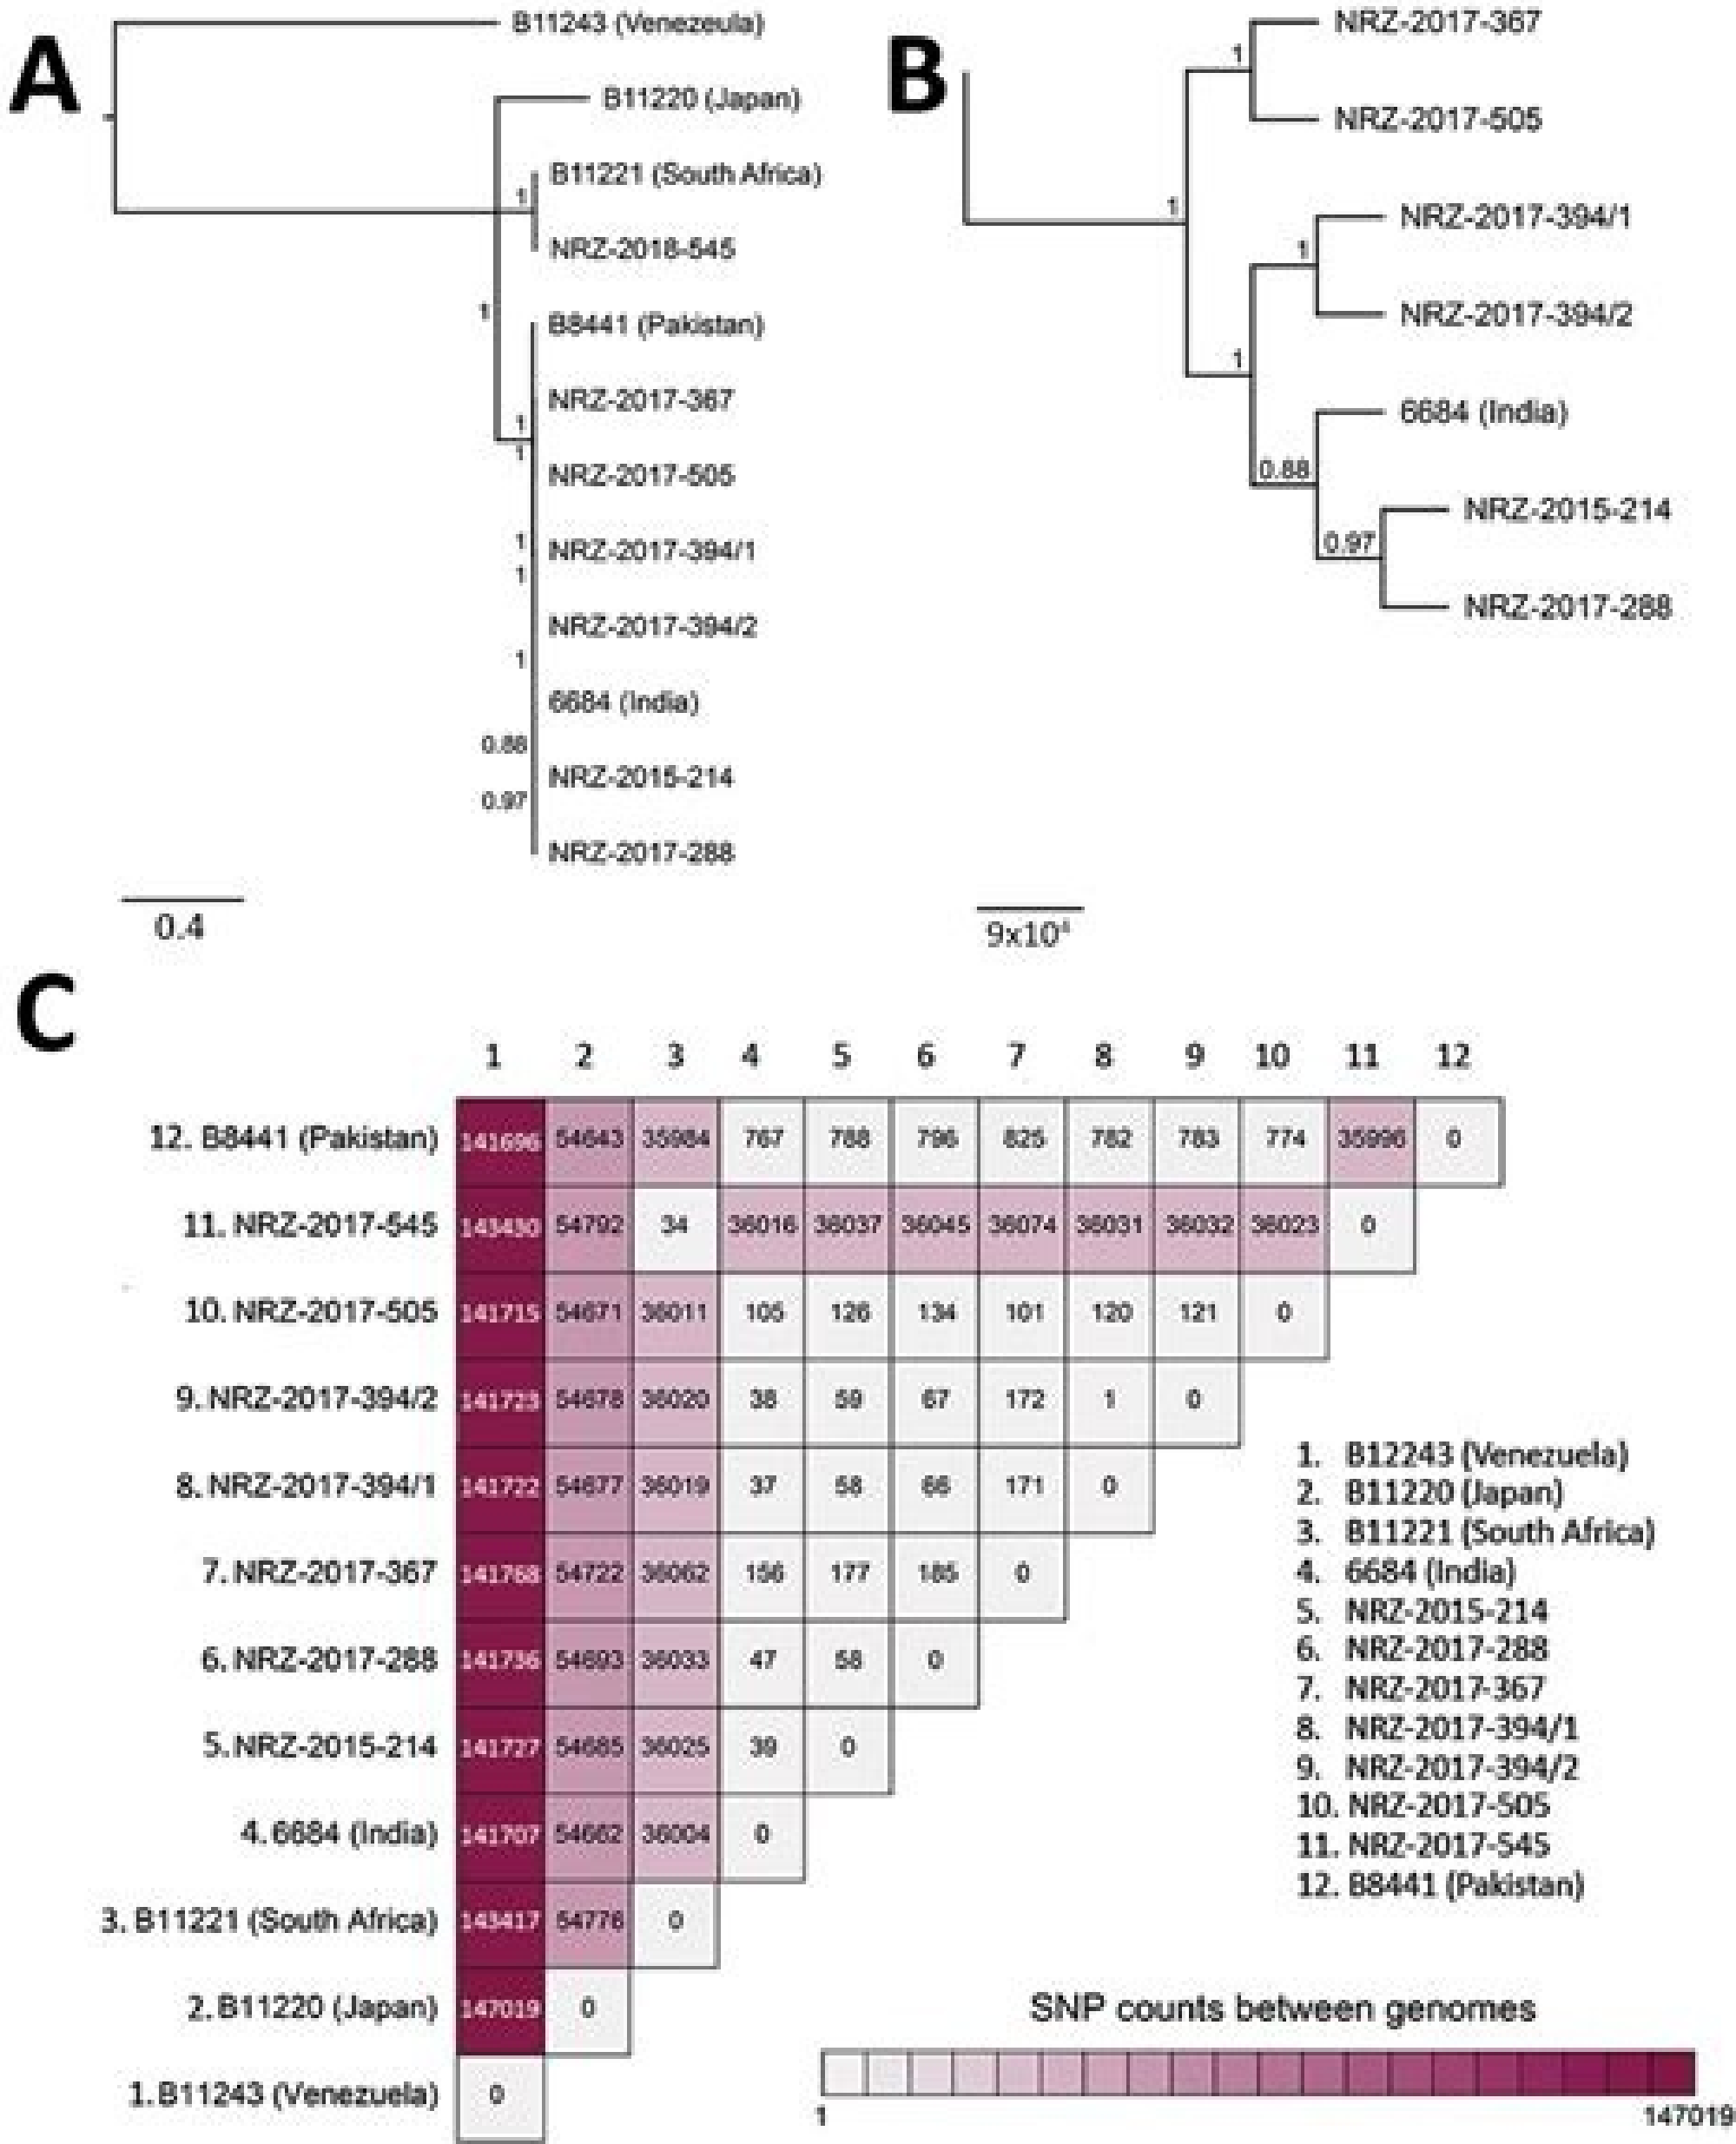 A
B11243 (Venezeula)
B11220 (Japan)
B11221 (South Africa)
1
NRZ-2018-545
1
B8441 (Pakistan)
NRZ-2017-367
1
1
NRZ-2017-505
1
NRZ-2017-394/1
1
NRZ-2017-394/2
1
6684 (India)
0.88
NRZ-2015-214
0.97
NRZ-2017-288
0.4
B
NRZ-2017-367
1
NRZ-2017-505
1
NRZ-2017-394/1
1
NRZ-2017-394/2
1
6684 (India)
0.88
NRZ-2015-214
0.97
NRZ-2017-288
C
1 2 3 4 5 6 7 8 9 10 11 12
12. B8441 (Pakistan) 141696 54643 35984 767 788 796 825 782 783 774 35996 0
11. NRZ-2017-545 143430 54792 34 36016 36037 36045 36074 36031 36032 36023 0
10. NRZ-2017-505 141715 54671 36011 105 126 134 101 120 121 0
9. NRZ-2017-394/2 141723 54678 36020 38 59 67 172 1 0
8. NRZ-2017-394/1 141722 54677 36019 37 58 66 171 0
7. NRZ-2017-367 141768 54722 36062 156 177 185 0
6. NRZ-2017-288 141736 54693 36033 47 58 0
5. NRZ-2015-214 141727 54685 36025 39 0
4. 6684 (India) 141707 54662 36004 0
3. B11221 (South Africa) 143417 54776 0
2. B11220 (Japan) 147019 0
1. B11243 (Venezuela) 0
1. B12243 (Venezuela)
2. B11220 (Japan)
3. B11221 (South Africa)
4. 6684 (India)
5. NRZ-2015-214
6. NRZ-2017-288
7. NRZ-2017-367
8. NRZ-2017-394/1
9. NRZ-2017-394/2
10. NRZ-2017-505
11. NRZ-2017-545
12. B8441 (Pakistan)
SNP counts between genomes
1 147019